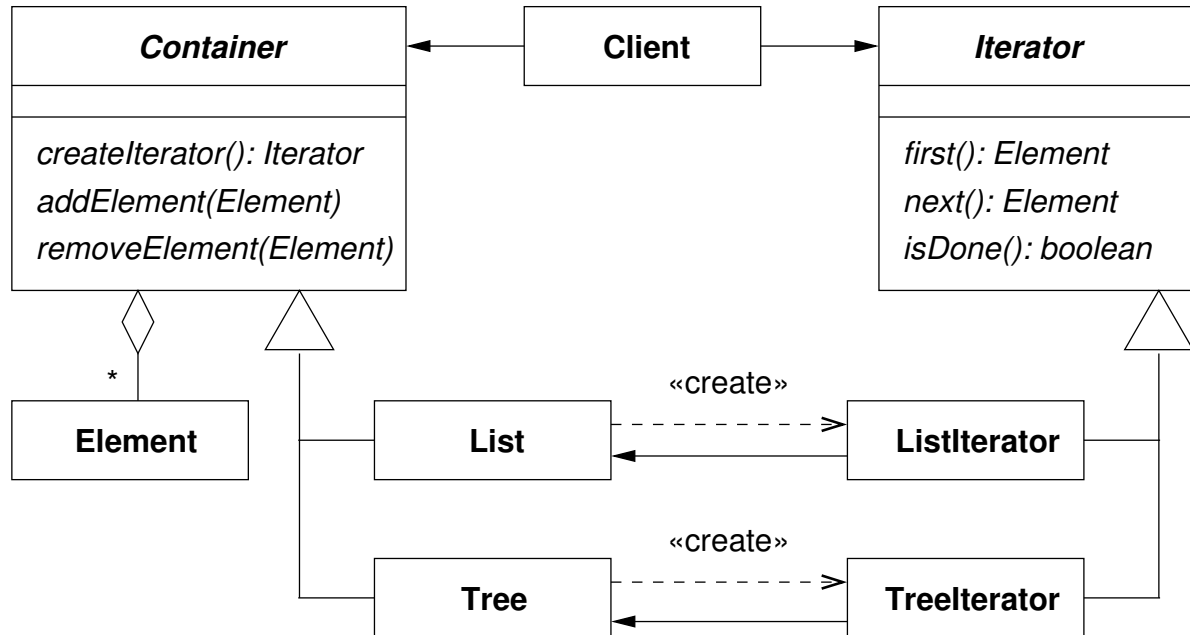 Container
Client
Iterator
createIterator(): Iterator
addElement(Element)
removeElement(Element)
first(): Element
next(): Element
isDone(): boolean
*
«create»
Element
List
ListIterator
«create»
Tree
TreeIterator